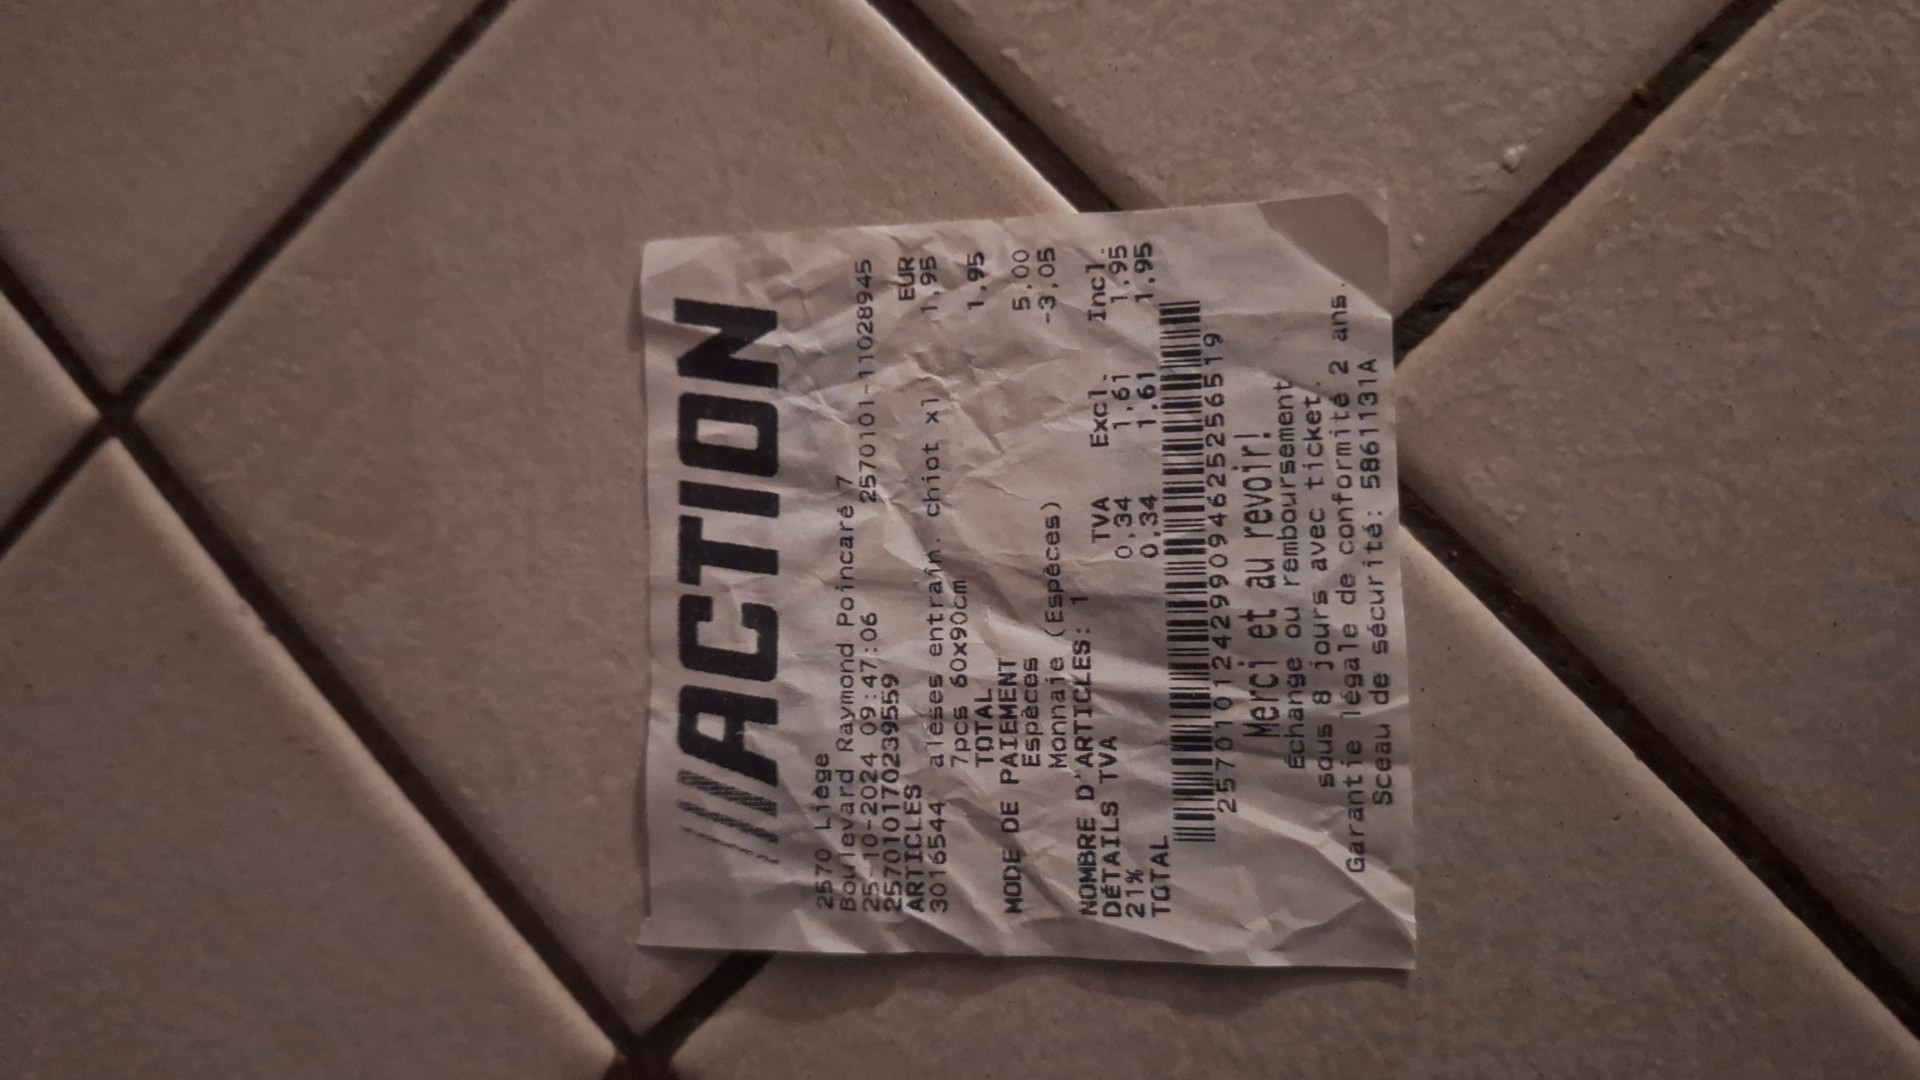 ACTION
2570 Liège
Boulevard Raymond Poincaré 7
25-10-2024 09:47:06 2570101-11028945
2570101702395559
ARTICLES EUR
3016544 alèses entraîn. chiot xl 1,95
7pcs 60x90cm
TOTAL 1,95
MODE DE PAIEMENT
Espèces 5,00
Monnaie (Espèces) -3,05
NOMBRE D'ARTICLES: 1
DÉTAILS TVA TVA Excl. Incl.
21% 0,34 1,61 1,95
TOTAL 0,34 1,61 1,95
2570101242990946252556519
Merci et au revoir!
Échange ou remboursement
sous 8 jours avec ticket.
Garantie légale de conformité 2 ans.
Sceau de sécurité: 5861131A